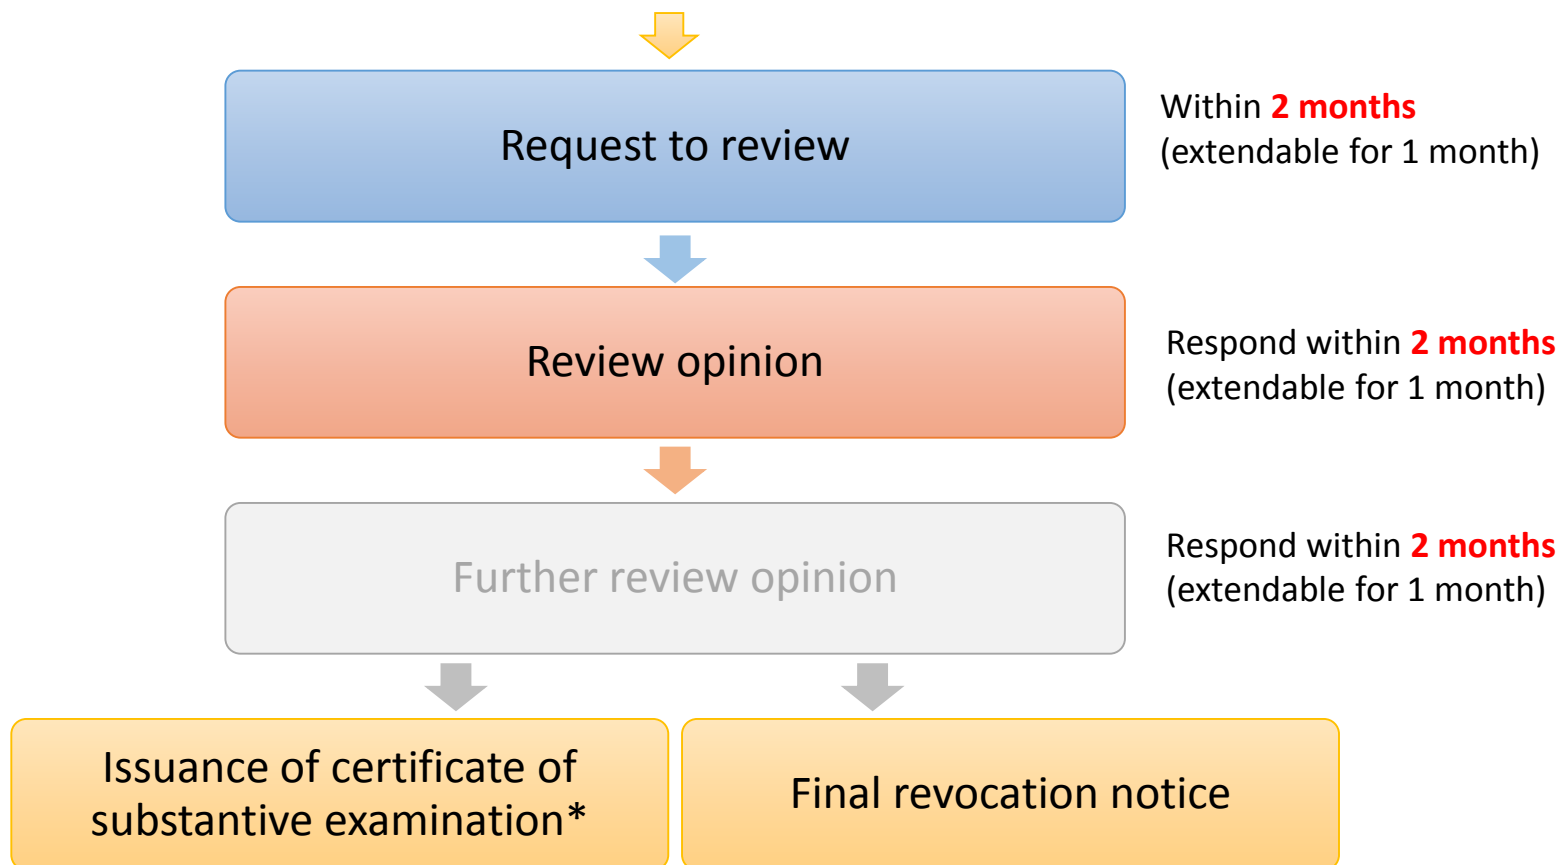 Request to review
Within 2 months
(extendable for 1 month)
Review opinion
Respond within 2 months
(extendable for 1 month)
Further review opinion
Respond within 2 months
(extendable for 1 month)
Issuance of certificate of
substantive examination*
Final revocation notice